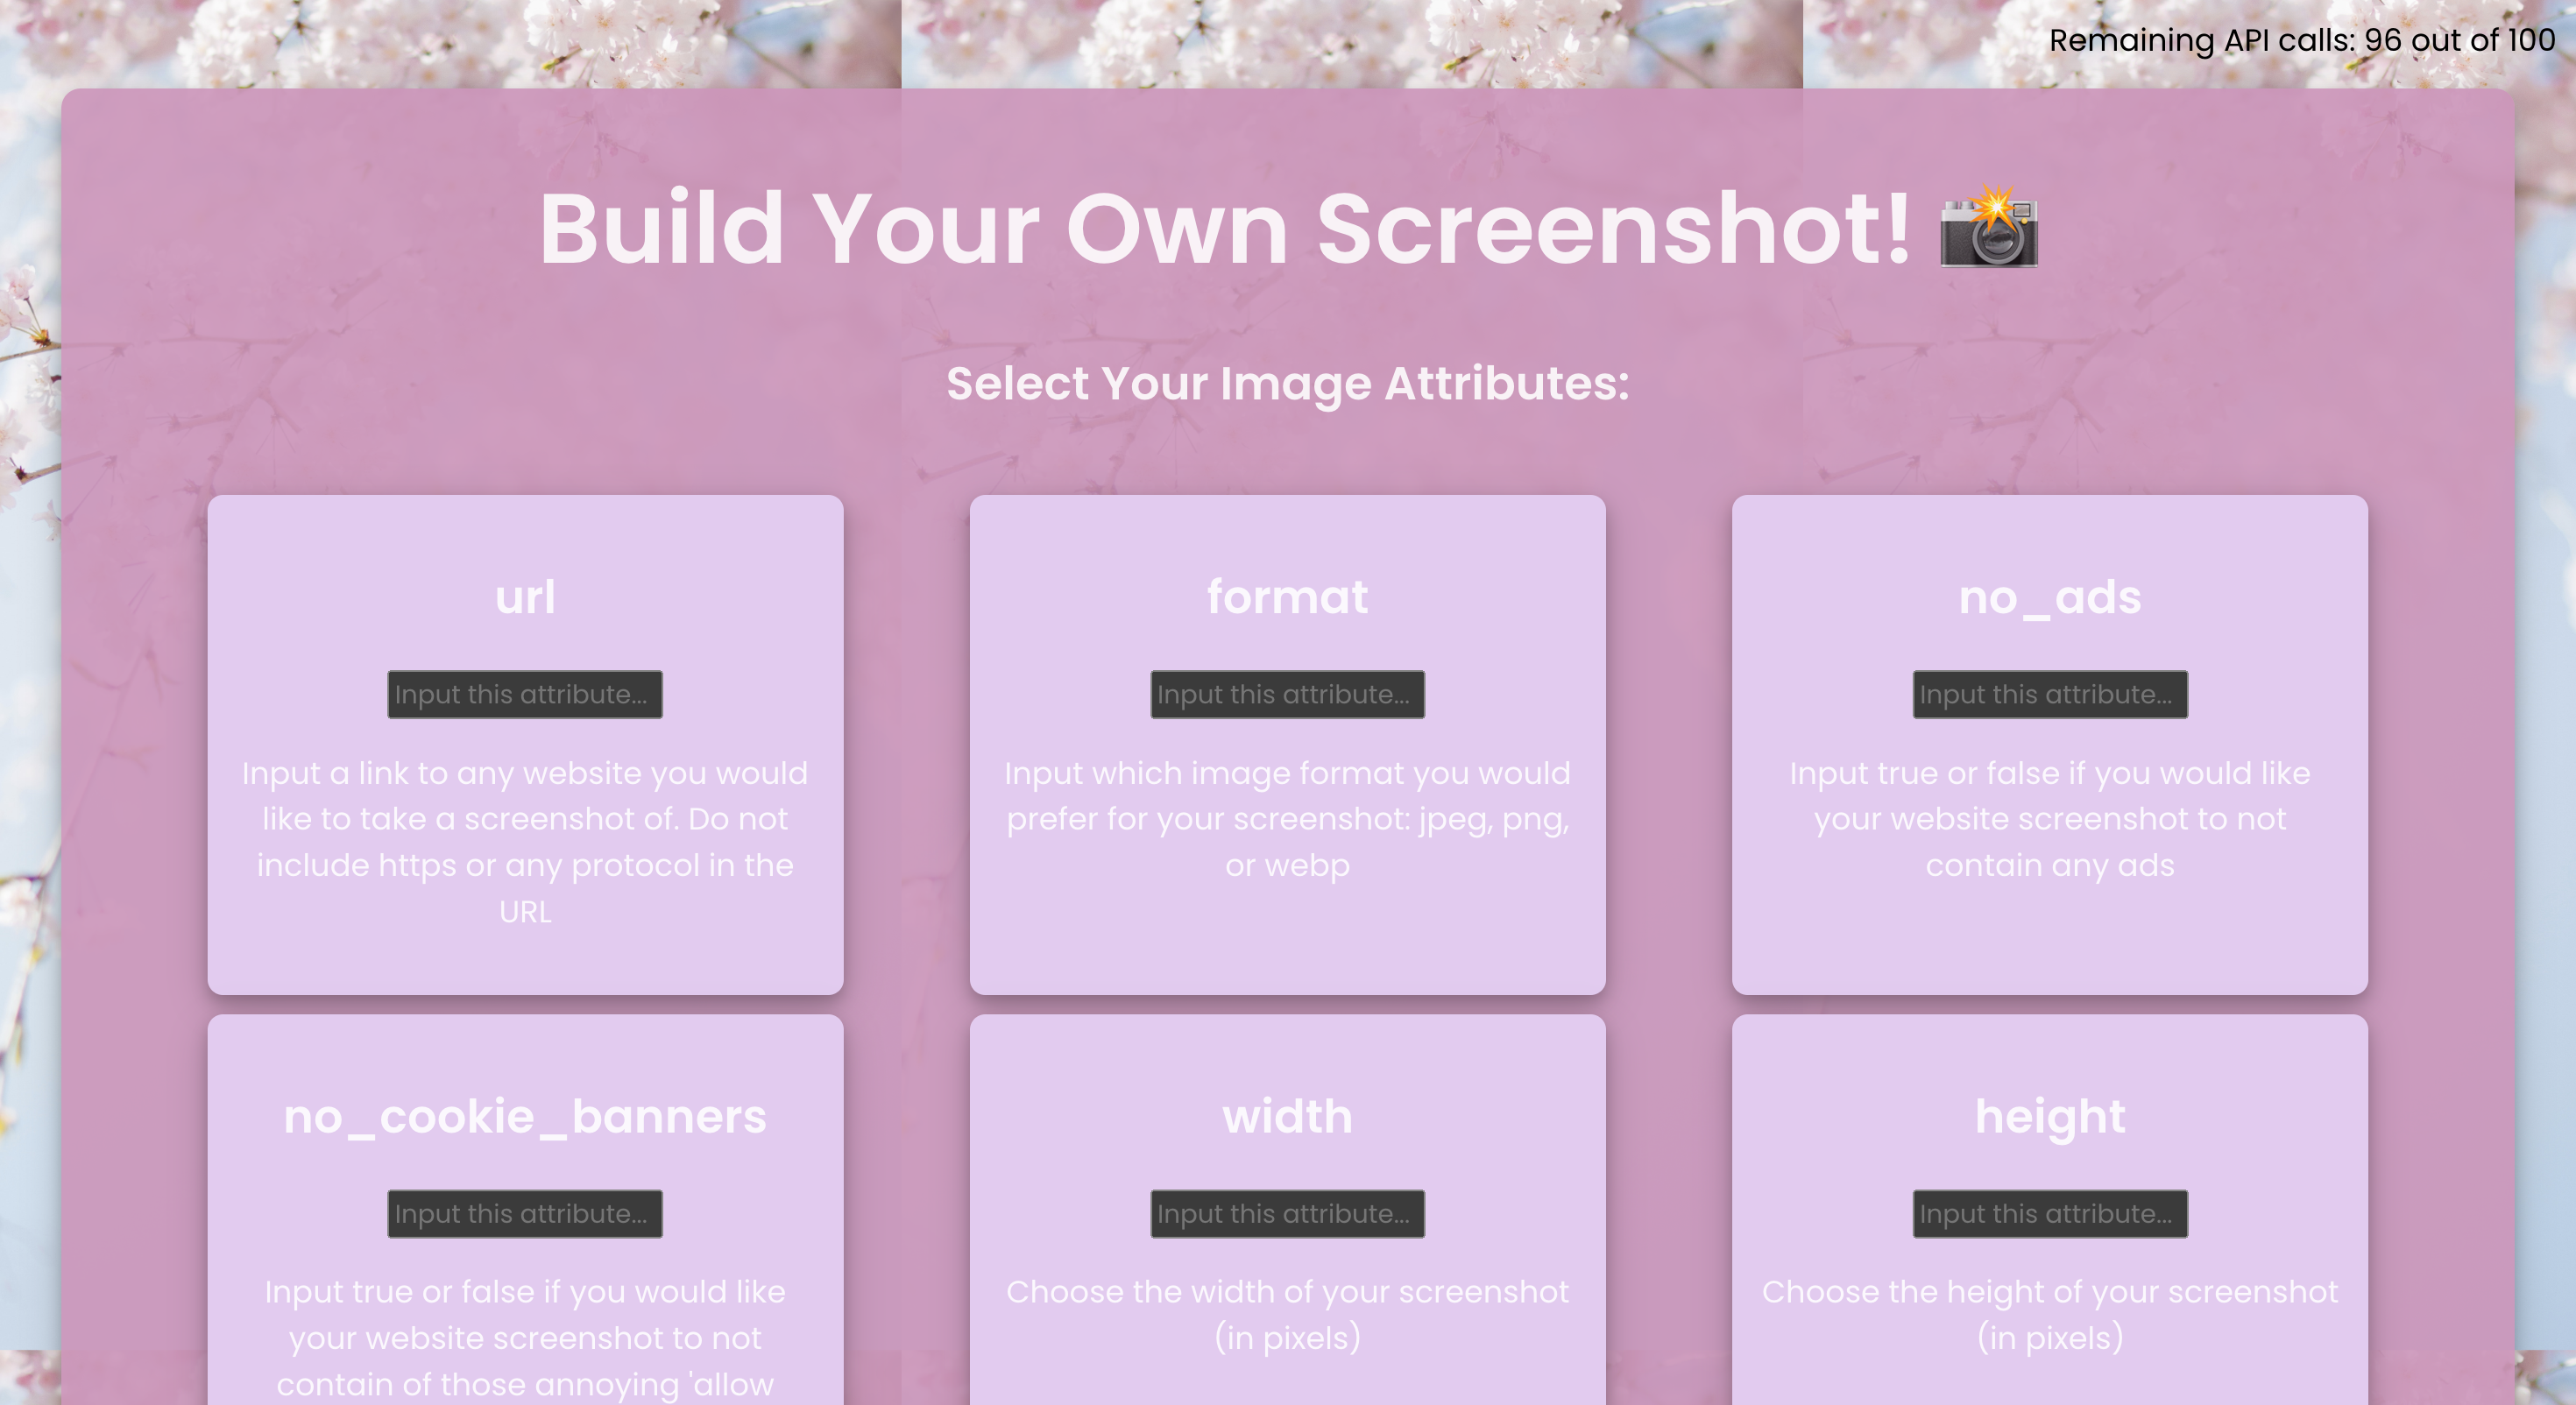 Remaining API calls: 96 out of 100
Build Your Own Screenshot! 📸
Select Your Image Attributes:
url
Input this attribute...
Input a link to any website you would
like to take a screenshot of. Do not
include https or any protocol in the
URL
format
Input this attribute...
Input which image format you would
prefer for your screenshot: jpeg, png,
or webp
no_ads
Input this attribute...
Input true or false if you would like
your website screenshot to not
contain any ads
no_cookie_banners
Input this attribute...
Input true or false if you would like
your website screenshot to not
contain of those annoying 'allow
width
Input this attribute...
Choose the width of your screenshot
(in pixels)
height
Input this attribute...
Choose the height of your screenshot
(in pixels)